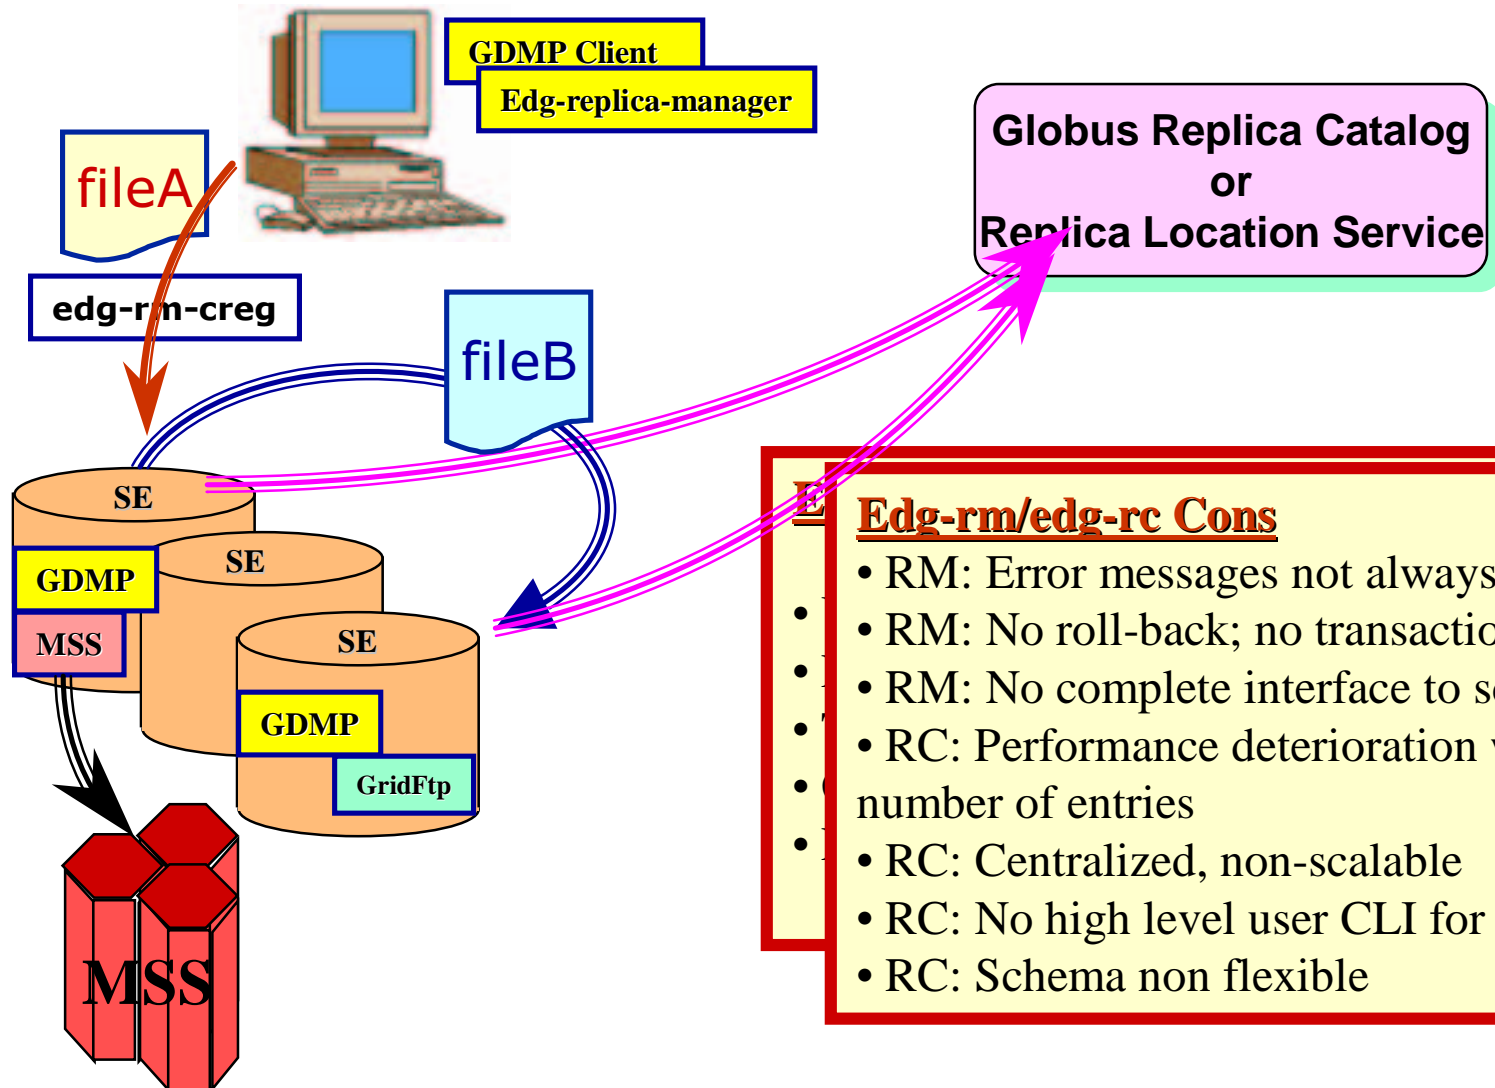 GDMP Client
Edg-replica-manager
fileA
edg-rm-creg
Globus Replica Catalog
or
Replica Location Service
fileB
SE
GDMP
MSS
SE
SE
GDMP
GridFtp
MSS
Edg-rm/edg-rc Cons
• RM: Error messages not always
• RM: No roll-back; no transactio
• RM: No complete interface to
• RC: Performance deterioration
number of entries
• RC: Centralized, non-scalable
• RC: No high level user CLI for
• RC: Schema non flexible